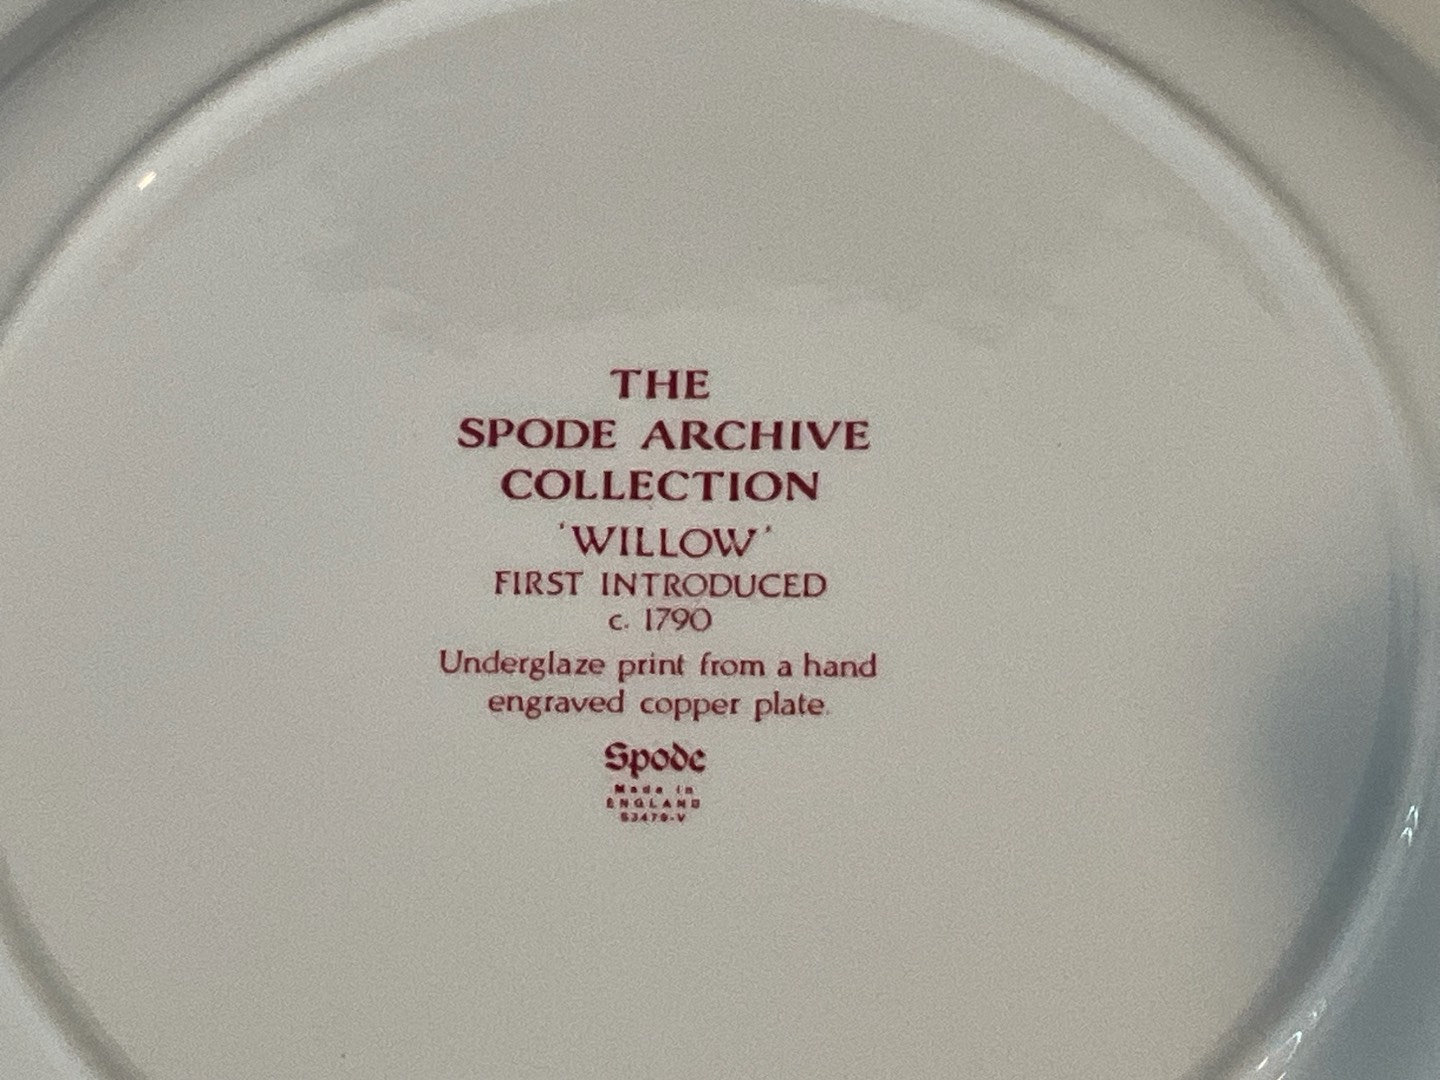 THE
SPODE ARCHIVE
COLLECTION
'WILLOW'
FIRST INTRODUCED
c. 1790
Underglaze print from a hand
engraved copper plate.
Spode
Made in
ENGLAND
S3479-V